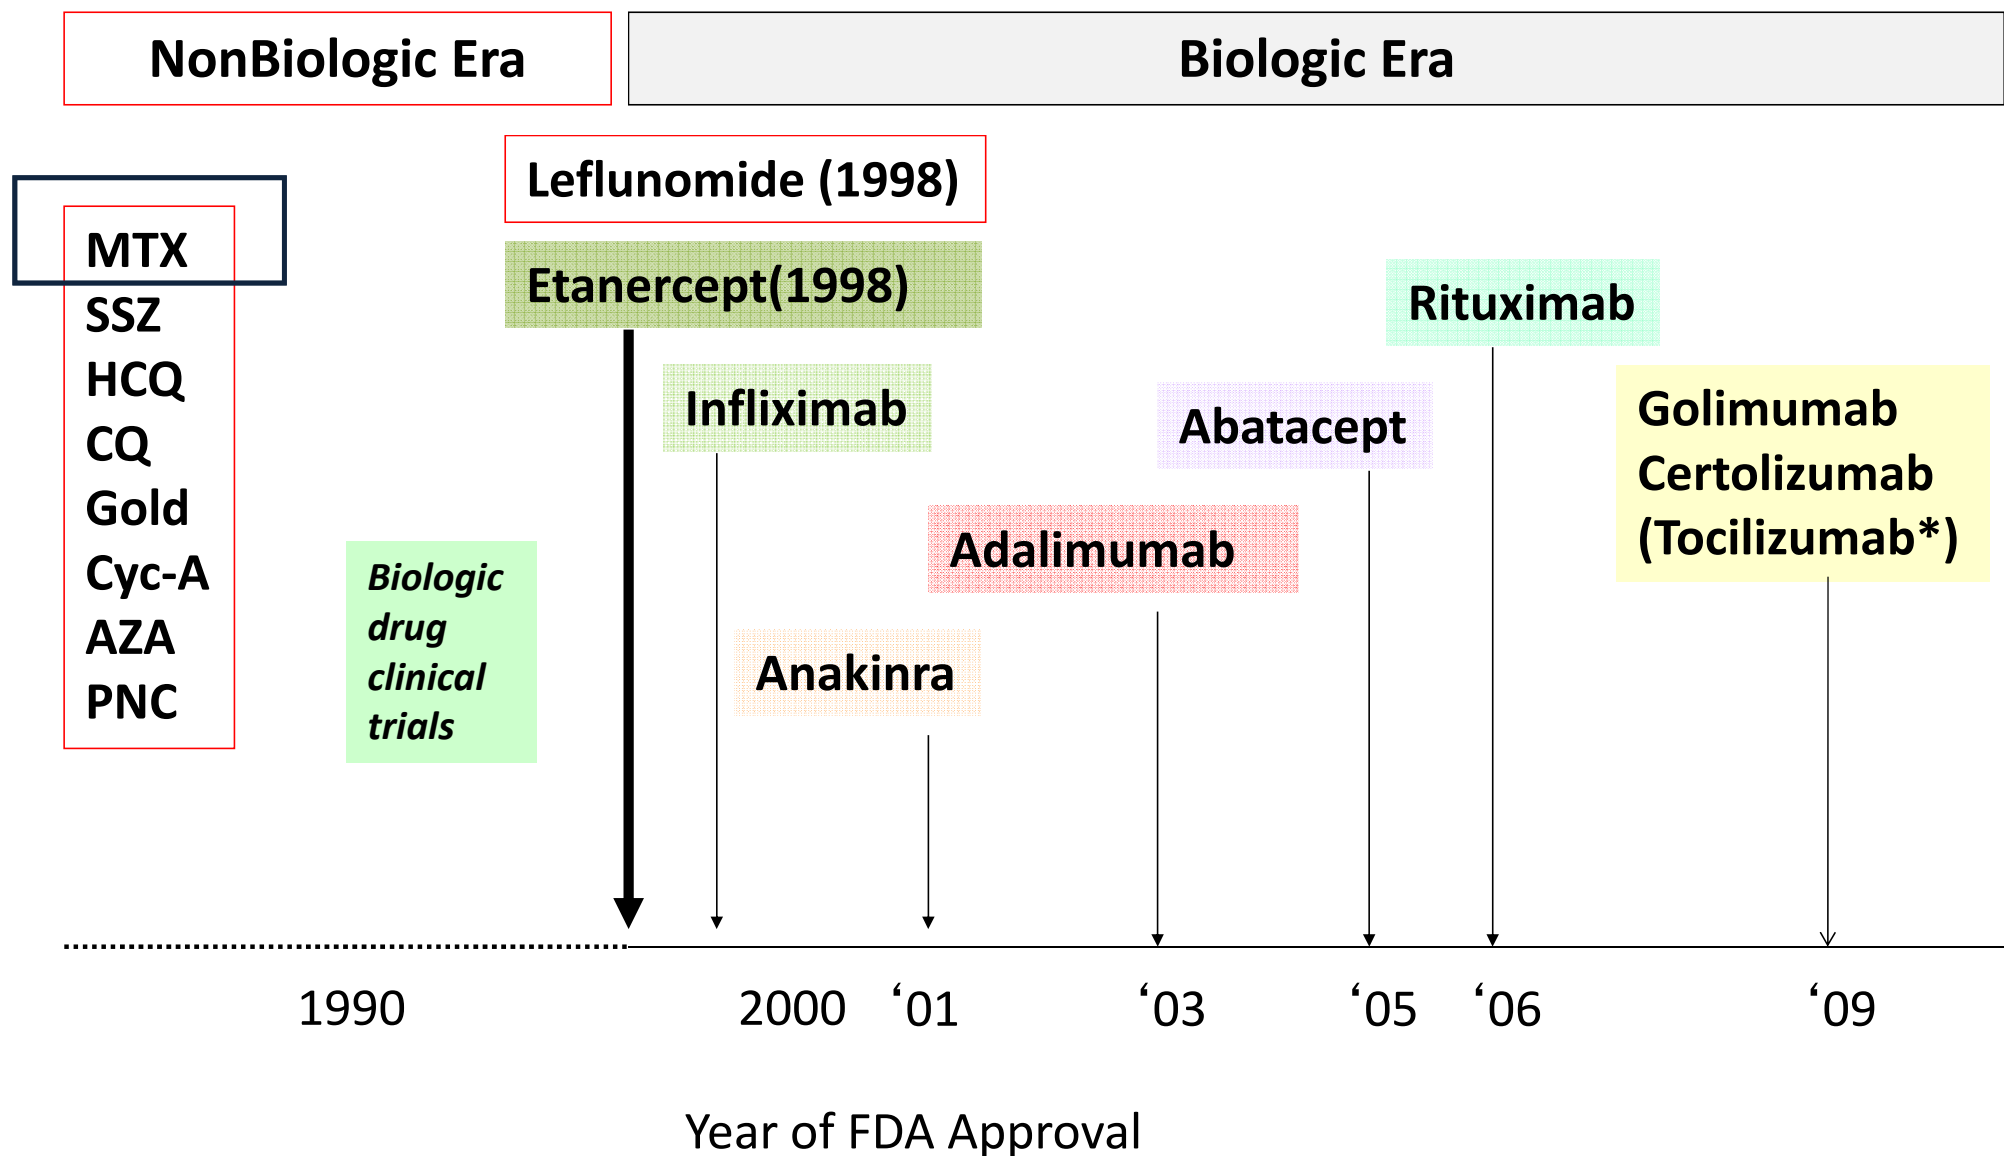 NonBiologic Era
Biologic Era
Leflunomide (1998)
MTX
SSZ
HCQ
CQ
Gold
Cyc-A
AZA
PNC
Etanercept(1998)
Rituximab
Infliximab
Abatacept
Golimumab
Certolizumab
(Tocilizumab*)
Adalimumab
Biologic
drug
clinical
trials
Anakinra
1990
2000
‘01
‘03
‘05
‘06
‘09
Year of FDA Approval